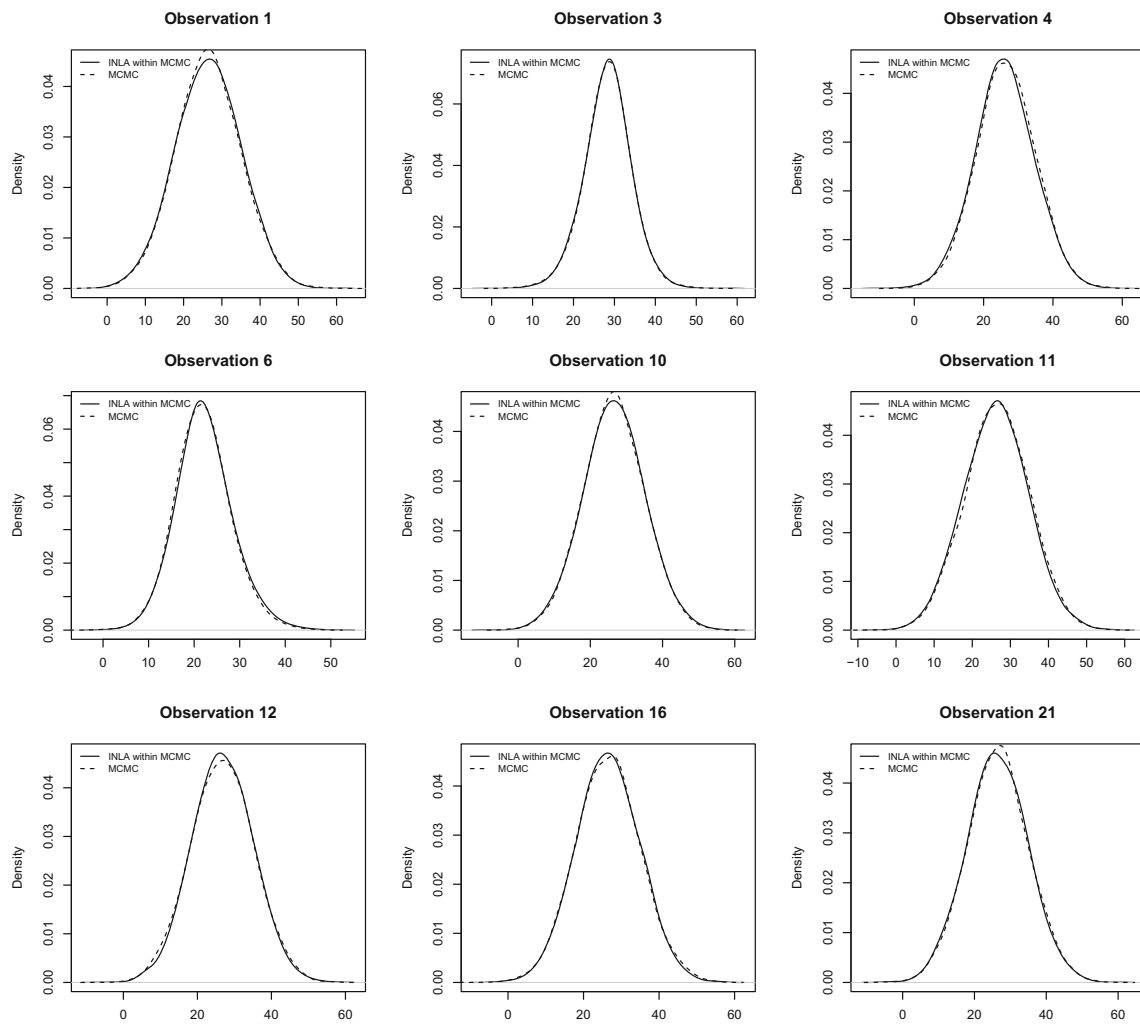 Observation 1
INLA within MCMC
MCMC
Density
0.00 0.01 0.02 0.03 0.04
0 10 20 30 40 50 60
Observation 3
INLA within MCMC
MCMC
Density
0.00 0.02 0.04 0.06
0 10 20 30 40 50 60
Observation 4
INLA within MCMC
MCMC
Density
0.00 0.01 0.02 0.03 0.04
0 20 40 60
Observation 6
INLA within MCMC
MCMC
Density
0.00 0.02 0.04 0.06
0 10 20 30 40 50
Observation 10
INLA within MCMC
MCMC
Density
0.00 0.01 0.02 0.03 0.04
0 20 40 60
Observation 11
INLA within MCMC
MCMC
Density
0.00 0.01 0.02 0.03 0.04
−10 0 10 20 30 40 50 60
Observation 12
INLA within MCMC
MCMC
Density
0.00 0.01 0.02 0.03 0.04
0 20 40 60
Observation 16
INLA within MCMC
MCMC
Density
0.00 0.01 0.02 0.03 0.04
0 20 40 60
Observation 21
INLA within MCMC
MCMC
Density
0.00 0.01 0.02 0.03 0.04
0 20 40 60